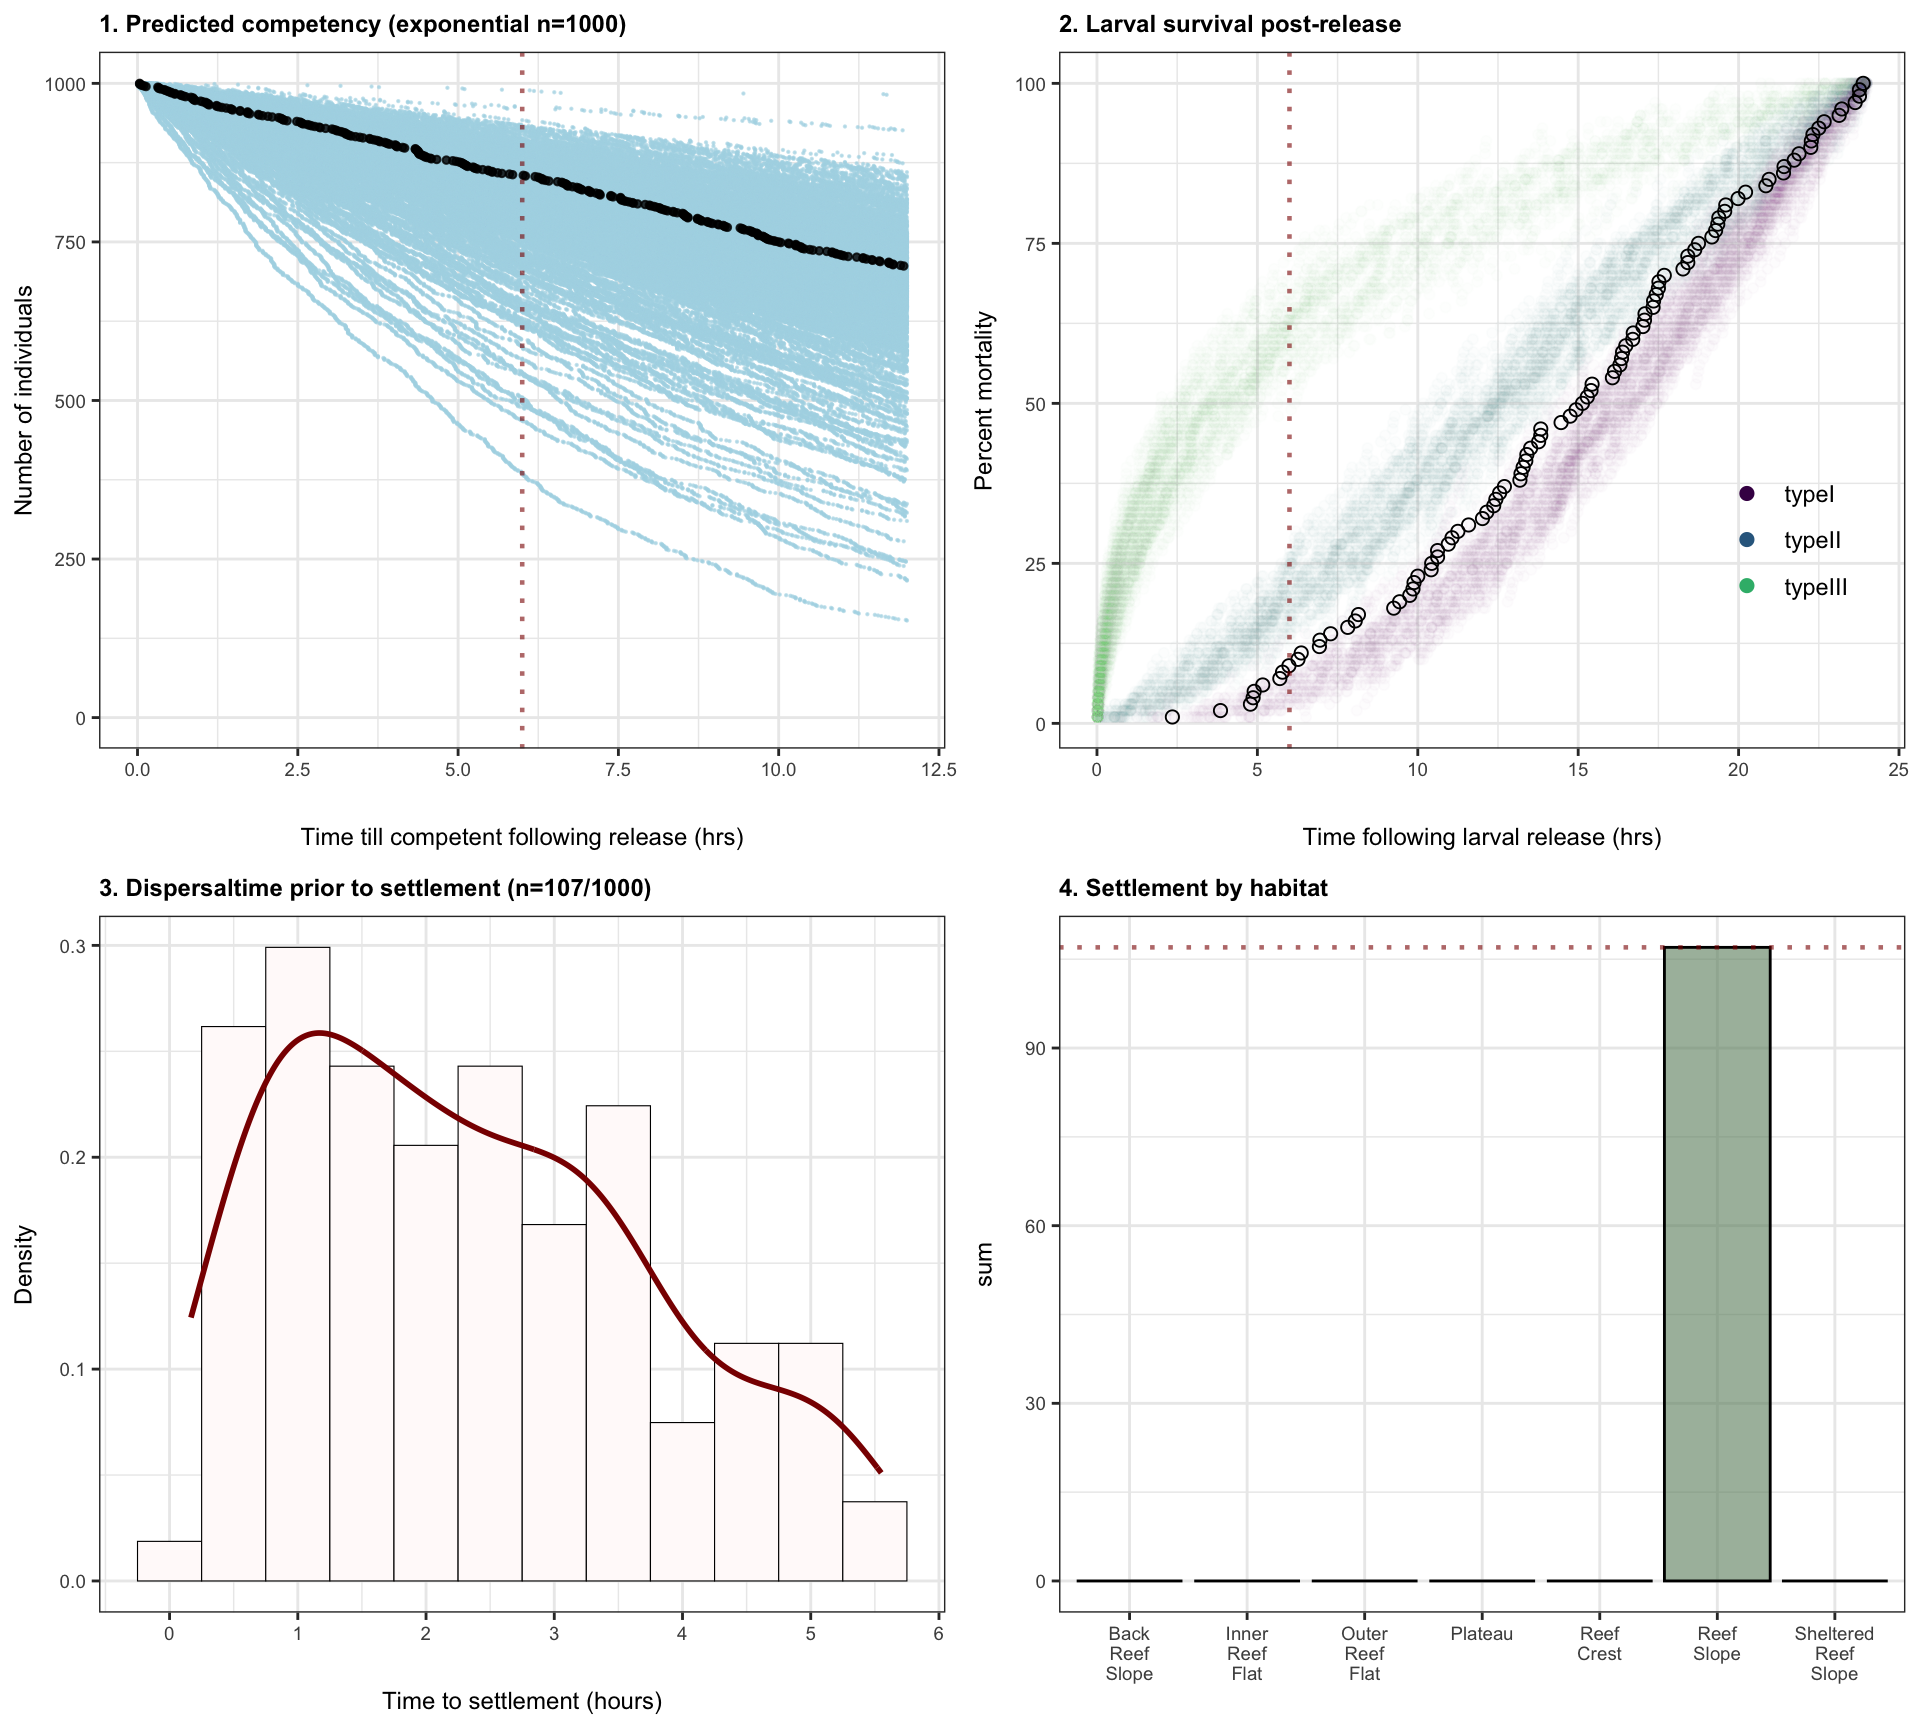 1. Predicted competency (exponential n=1000)
Number of individuals
1000
750
500
250
0
0.0 2.5 5.0 7.5 10.0 12.5
Time till competent following release (hrs)
2. Larval survival post-release
Percent mortality
100
75
50
25
0
typeI
typeII
typeIII
0 5 10 15 20 25
Time following larval release (hrs)
3. Dispersaltime prior to settlement (n=107/1000)
Density
0.3
0.2
0.1
0.0
0 1 2 3 4 5 6
Time to settlement (hours)
4. Settlement by habitat
sum
90
60
30
0
Back
Reef
Slope
Inner
Reef
Flat
Outer
Reef
Flat
Plateau
Reef
Crest
Reef
Slope
Sheltered
Reef
Slope